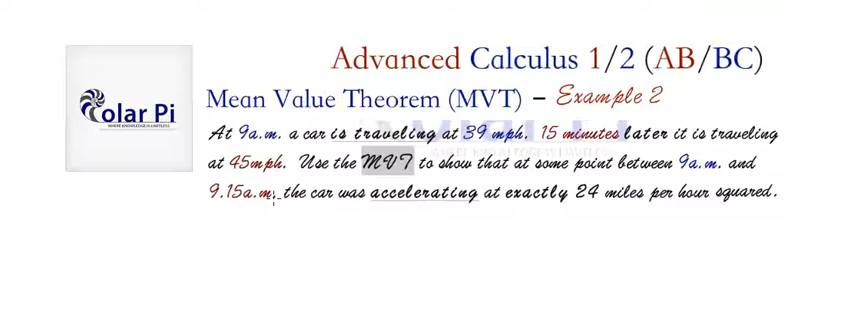 Advanced Calculus 1/2 (AB/BC)
olar Pi
WHERE KNOWLEDGE IS LIMITLESS
Mean Value Theorem (MVT) – Example 2
At 9a.m. a car is traveling at 39 mph. 15 minutes later it is traveling
at 45mph. Use the MVT to show that at some point between 9a.m. and
9.15a.m. the car was accelerating at exactly 24 miles per hour squared.